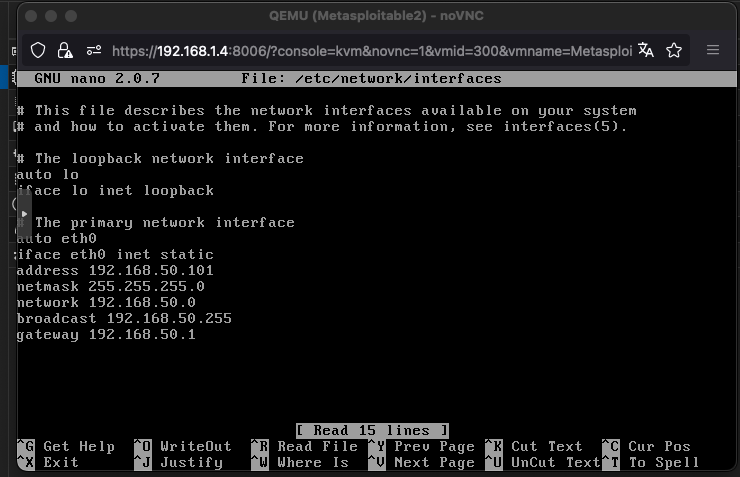 QEMU (Metasploitable2) - noVNC
https://192.168.1.4:8006/?console=kvm&novnc=1&vmid=300&vmname=Metasploi
GNU nano 2.0.7 File: /etc/network/interfaces
# This file describes the network interfaces available on your system
# and how to activate them. For more information, see interfaces(5).
# The loopback network interface
auto lo
iface lo inet loopback
# The primary network interface
auto eth0
iface eth0 inet static
address 192.168.50.101
netmask 255.255.255.0
network 192.168.50.0
broadcast 192.168.50.255
gateway 192.168.50.1
[ Read 15 lines ]
^G Get Help ^O WriteOut ^R Read File ^Y Prev Page ^K Cut Text ^C Cur Pos
^X Exit ^J Justify ^W Where Is ^V Next Page ^U UnCut Text ^T To Spell